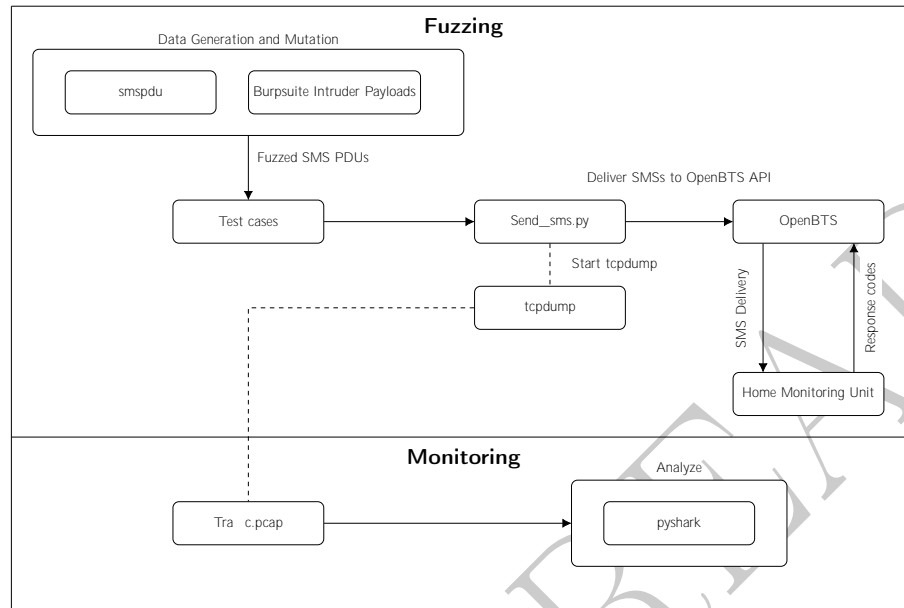 Fuzzing
Data Generation and Mutation
smspdu
Burpsuite Intruder Payloads
Fuzzed SMS PDUs
Deliver SMSs to OpenBTS API
Test cases
Send_sms.py
OpenBTS
Start tcpdump
tcpdump
SMS Delivery
Response codes
Home Monitoring Unit
Monitoring
Analyze
Tra c.pcap
pyshark